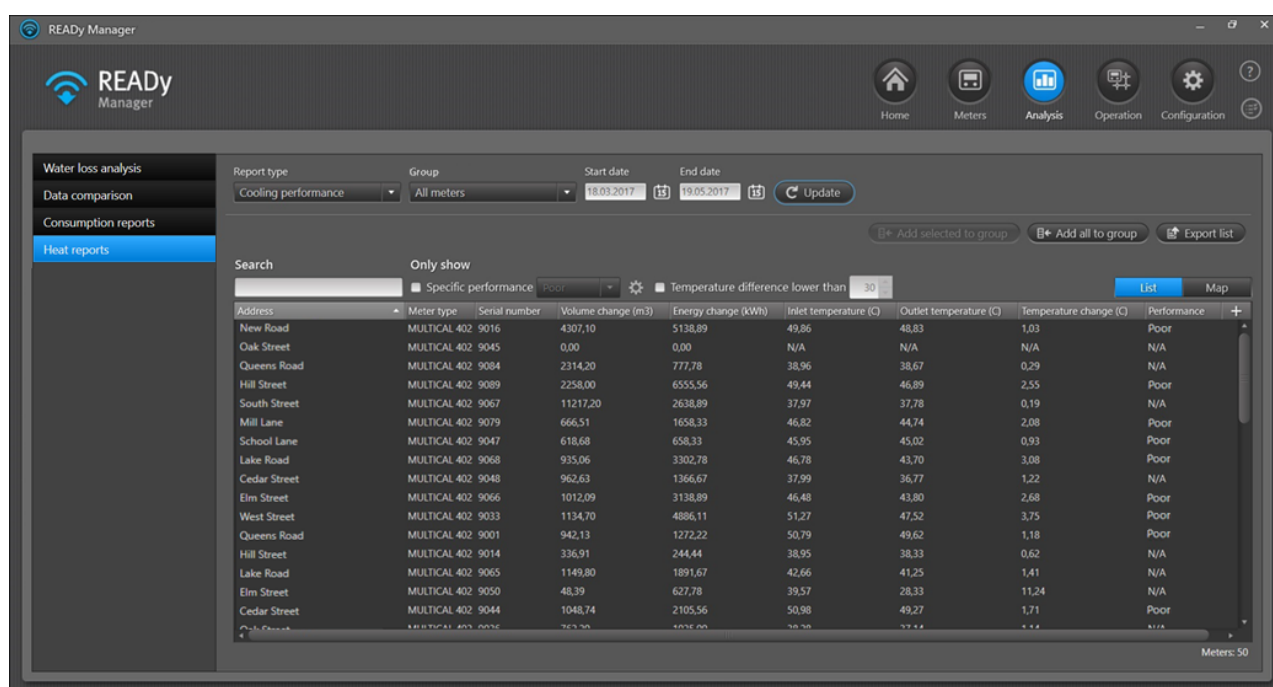 READy Manager
READy
Manager
Home Meters Analysis Operation Configuration
Water loss analysis
Data comparison
Consumption reports
Heat reports
Report type Group Start date End date
Cooling performance All meters 18.03.2017 15 19.05.2017 15 Update
Add selected to group Add all to group Export list
Search Only show
Specific performance Poor Temperature difference lower than 30 List Map
Address Meter type Serial number Volume change (m3) Energy change (kWh) Inlet temperature (C) Outlet temperature (C) Temperature change (C) Performance +
New Road MULTICAL 402 9016 4307,10 5138,89 49,86 48,83 1,03 Poor
Oak Street MULTICAL 402 9045 0,00 0,00 N/A N/A N/A N/A
Queens Road MULTICAL 402 9084 2314,20 777,78 38,96 38,67 0,29 N/A
Hill Street MULTICAL 402 9089 2258,00 6555,56 49,44 46,89 2,55 Poor
South Street MULTICAL 402 9067 11217,20 2638,89 37,97 37,78 0,19 N/A
Mill Lane MULTICAL 402 9079 666,51 1658,33 46,82 44,74 2,08 Poor
School Lane MULTICAL 402 9047 618,68 658,33 45,95 45,02 0,93 Poor
Lake Road MULTICAL 402 9068 935,06 3302,78 46,78 43,70 3,08 Poor
Cedar Street MULTICAL 402 9048 962,63 1366,67 37,99 36,77 1,22 N/A
Elm Street MULTICAL 402 9066 1012,09 3138,89 46,48 43,80 2,68 Poor
West Street MULTICAL 402 9033 1134,70 4886,11 51,27 47,52 3,75 Poor
Queens Road MULTICAL 402 9001 942,13 1272,22 50,79 49,62 1,18 Poor
Hill Street MULTICAL 402 9014 336,91 244,44 38,95 38,33 0,62 N/A
Lake Road MULTICAL 402 9065 1149,80 1891,67 42,66 41,25 1,41 N/A
Elm Street MULTICAL 402 9050 48,39 627,78 39,57 28,33 11,24 N/A
Cedar Street MULTICAL 402 9044 1048,74 2105,56 50,98 49,27 1,71 Poor
Meters: 50